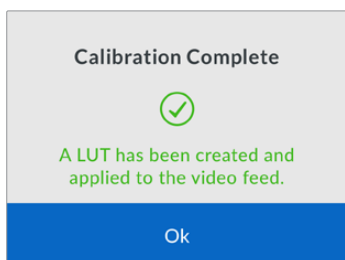 Calibration Complete
A LUT has been created and
applied to the video feed.
Ok